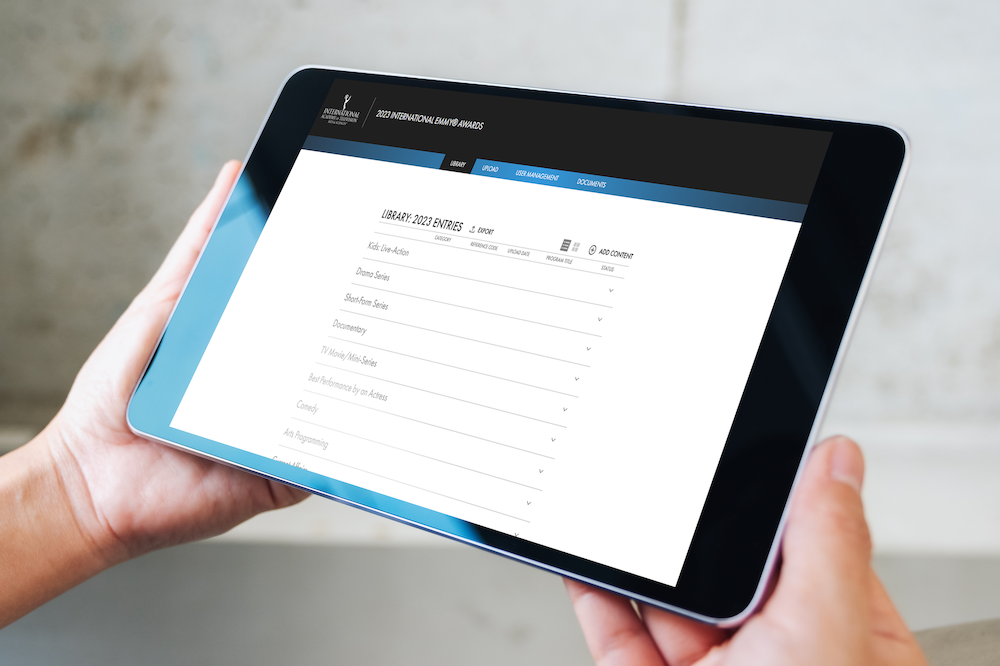 INTERNATIONAL
ACADEMY OF TELEVISION
ARTS & SCIENCES
2023 INTERNATIONAL EMMY® AWARDS
LIBRARY UPLOAD USER MANAGEMENT DOCUMENTS
LIBRARY: 2023 ENTRIES EXPORT ADD CONTENT
CATEGORY REFERENCE CODE UPLOAD DATE PROGRAM TITLE STATUS
Kids: Live-Action
Drama Series
Short-Form Series
Documentary
TV Movie/Mini-Series
Best Performance by an Actress
Comedy
Arts Programming
Current Affairs